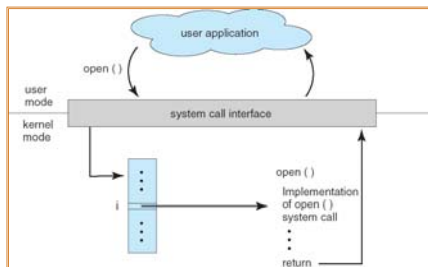 user application
open ( )
user
mode
system call interface
kernel
mode
i
open ( )
Implementation
of open ( )
system call
return